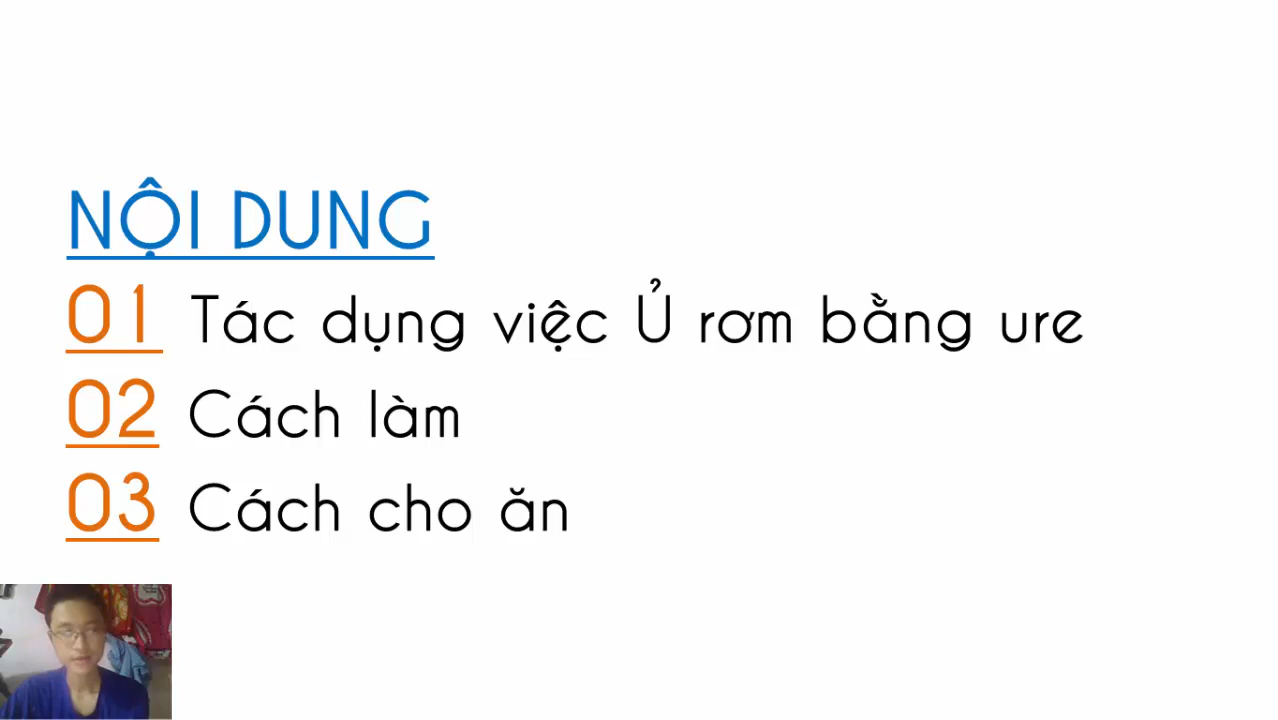 NỘI DUNG
01 Tác dụng việc Ủ rơm bằng ure
02 Cách làm
03 Cách cho ăn